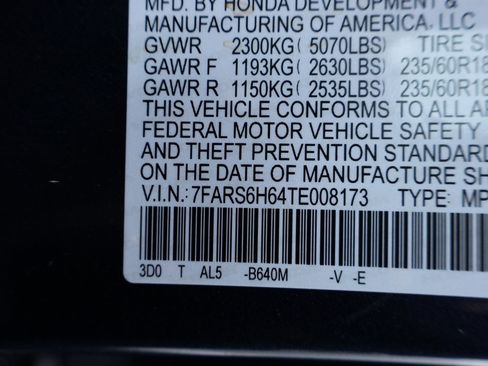 MFD. BY HONDA DEVELOPMENT &
MANUFACTURING OF AMERICA, LLC
GVWR 2300KG( 5070LBS) TIRE
GAWR F 1193KG( 2630LBS) 235/60R18
GAWR R 1150KG( 2535LBS) 235/60R18
THIS VEHICLE CONFORMS TO ALL
FEDERAL MOTOR VEHICLE SAFETY
AND THEFT PREVENTION STANDARD
ON THE DATE OF MANUFACTURE
V.I.N.:7FARS6H64TE008173 TYPE: MP
3D0 T AL5 -B640M -V -E